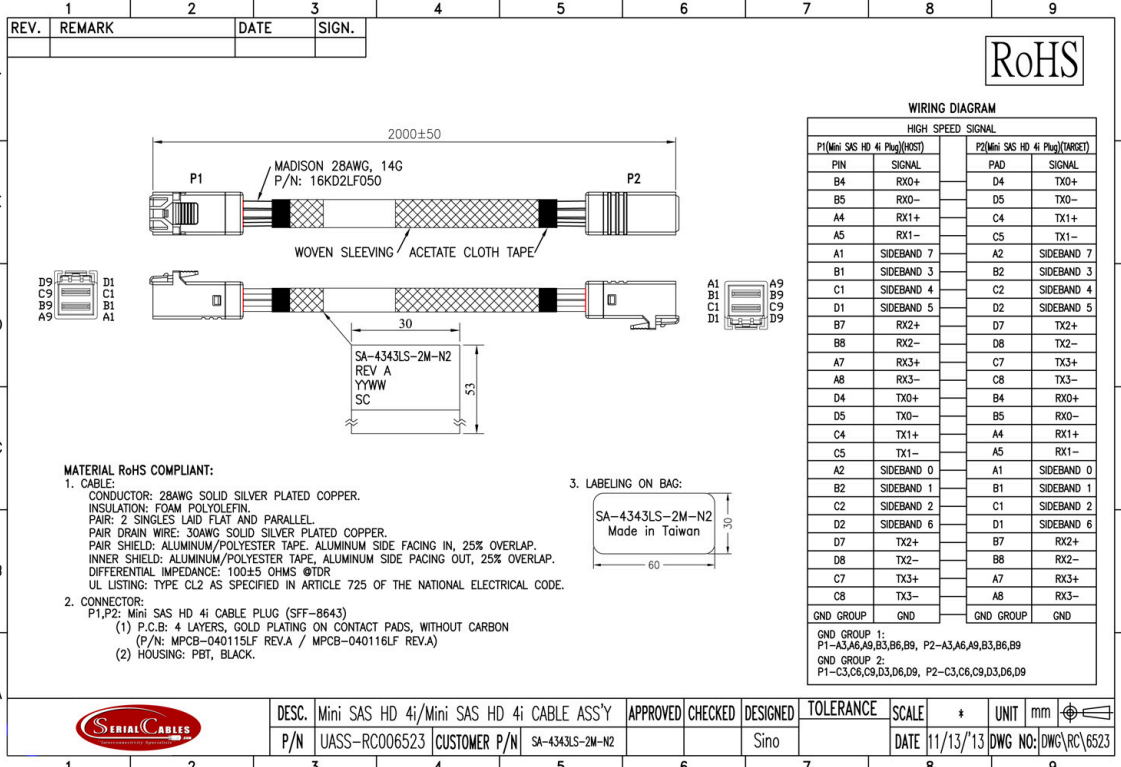 1 2 3 4 5 6 7 8 9
REV. REMARK DATE SIGN.
RoHS
2000±50
MADISON 28AWG, 14G
P/N: 16KD2LF050
P1
P2
WOVEN SLEEVING
ACETATE CLOTH TAPE
D9 D1
C9 C1
B9 B1
A9 A1
A1 A9
B1 B9
C1 C9
D1 D9
30
SA-4343LS-2M-N2
REV A
YYWW
SC
53
WIRING DIAGRAM
HIGH SPEED SIGNAL
P1(Mini SAS HD 4i Plug)(HOST) P2(Mini SAS HD 4i Plug)(TARGET)
PIN SIGNAL PAD SIGNAL
B4 RX0+ D4 TX0+
B5 RX0- D5 TX0-
A4 RX1+ C4 TX1+
A5 RX1- C5 TX1-
A1 SIDEBAND 7 A2 SIDEBAND 7
B1 SIDEBAND 3 B2 SIDEBAND 3
C1 SIDEBAND 4 C2 SIDEBAND 4
D1 SIDEBAND 5 D2 SIDEBAND 5
B7 RX2+ D7 TX2+
B8 RX2- D8 TX2-
A7 RX3+ C7 TX3+
A8 RX3- C8 TX3-
D4 TX0+ B4 RX0+
D5 TX0- B5 RX0-
C4 TX1+ A4 RX1+
C5 TX1- A5 RX1-
A2 SIDEBAND 0 A1 SIDEBAND 0
B2 SIDEBAND 1 B1 SIDEBAND 1
C2 SIDEBAND 2 C1 SIDEBAND 2
D2 SIDEBAND 6 D1 SIDEBAND 6
D7 TX2+ B7 RX2+
D8 TX2- B8 RX2-
C7 TX3+ A7 RX3+
C8 TX3- A8 RX3-
GND GROUP GND GND GROUP GND
GND GROUP 1:
P1-A3,A6,A9,B3,B6,B9, P2-A3,A6,A9,B3,B6,B9
GND GROUP 2:
P1-C3,C6,C9,D3,D6,D9, P2-C3,C6,C9,D3,D6,D9
MATERIAL RoHS COMPLIANT:
1. CABLE:
CONDUCTOR: 28AWG SOLID SILVER PLATED COPPER.
INSULATION: FOAM POLYOLEFIN.
PAIR: 2 SINGLES LAID FLAT AND PARALLEL.
PAIR DRAIN WIRE: 30AWG SOLID SILVER PLATED COPPER.
PAIR SHIELD: ALUMINUM/POLYESTER TAPE. ALUMINUM SIDE FACING IN, 25% OVERLAP.
INNER SHIELD: ALUMINUM/POLYESTER TAPE, ALUMINUM SIDE PACING OUT, 25% OVERLAP.
DIFFERENTIAL IMPEDANCE: 100±5 OHMS @TDR
UL LISTING: TYPE CL2 AS SPECIFIED IN ARTICLE 725 OF THE NATIONAL ELECTRICAL CODE.
2. CONNECTOR:
P1,P2: Mini SAS HD 4i CABLE PLUG (SFF-8643)
(1) P.C.B: 4 LAYERS, GOLD PLATING ON CONTACT PADS, WITHOUT CARBON
(P/N: MPCB-040115LF REV.A / MPCB-040116LF REV.A)
(2) HOUSING: PBT, BLACK.
3. LABELING ON BAG:
SA-4343LS-2M-N2
Made in Taiwan
30
60
SERIAL CABLES
Interconnectivity Specialists
.com
DESC. Mini SAS HD 4i/Mini SAS HD 4i CABLE ASS'Y APPROVED CHECKED DESIGNED TOLERANCE SCALE * UNIT mm
P/N UASS-RC006523 CUSTOMER P/N SA-4343LS-2M-N2 Sino DATE 11/13/'13 DWG NO: DWG\RC\6523
1 2 3 4 5 6 7 8 9